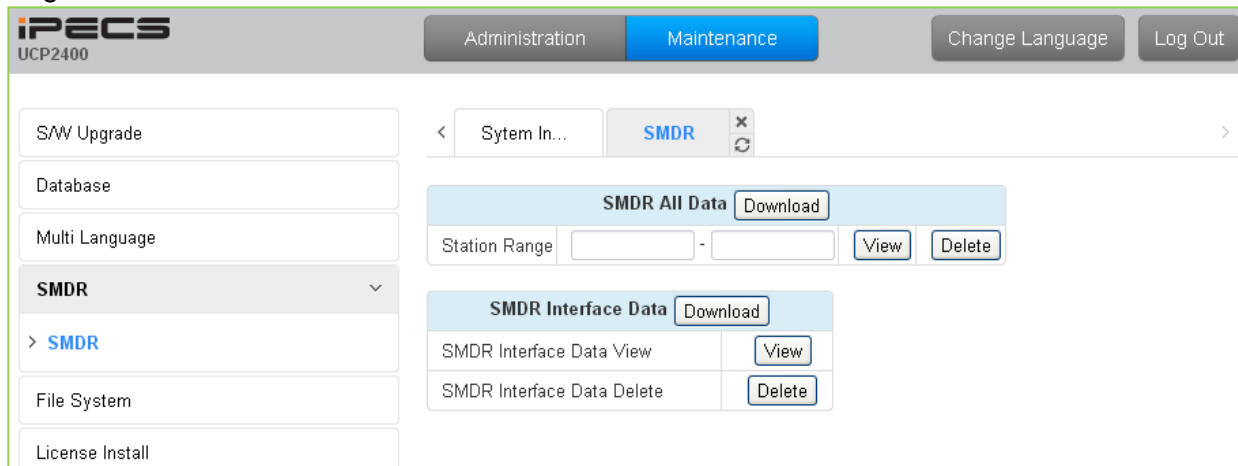 iPECS
UCP2400
Administration
Maintenance
Change Language
Log Out
S/W Upgrade
Database
Multi Language
SMDR
> SMDR
File System
License Install
< Sytem In... SMDR >
SMDR All Data Download
Station Range - View Delete
SMDR Interface Data Download
SMDR Interface Data View View
SMDR Interface Data Delete Delete